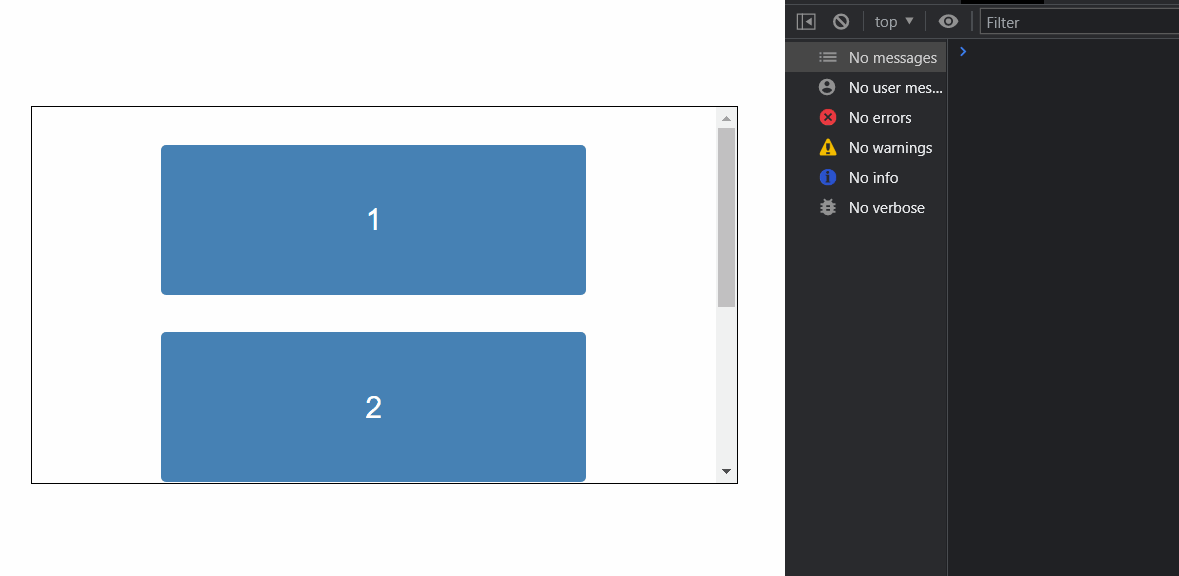 1
2
top
Filter
No messages
No user mes...
No errors
No warnings
No info
No verbose